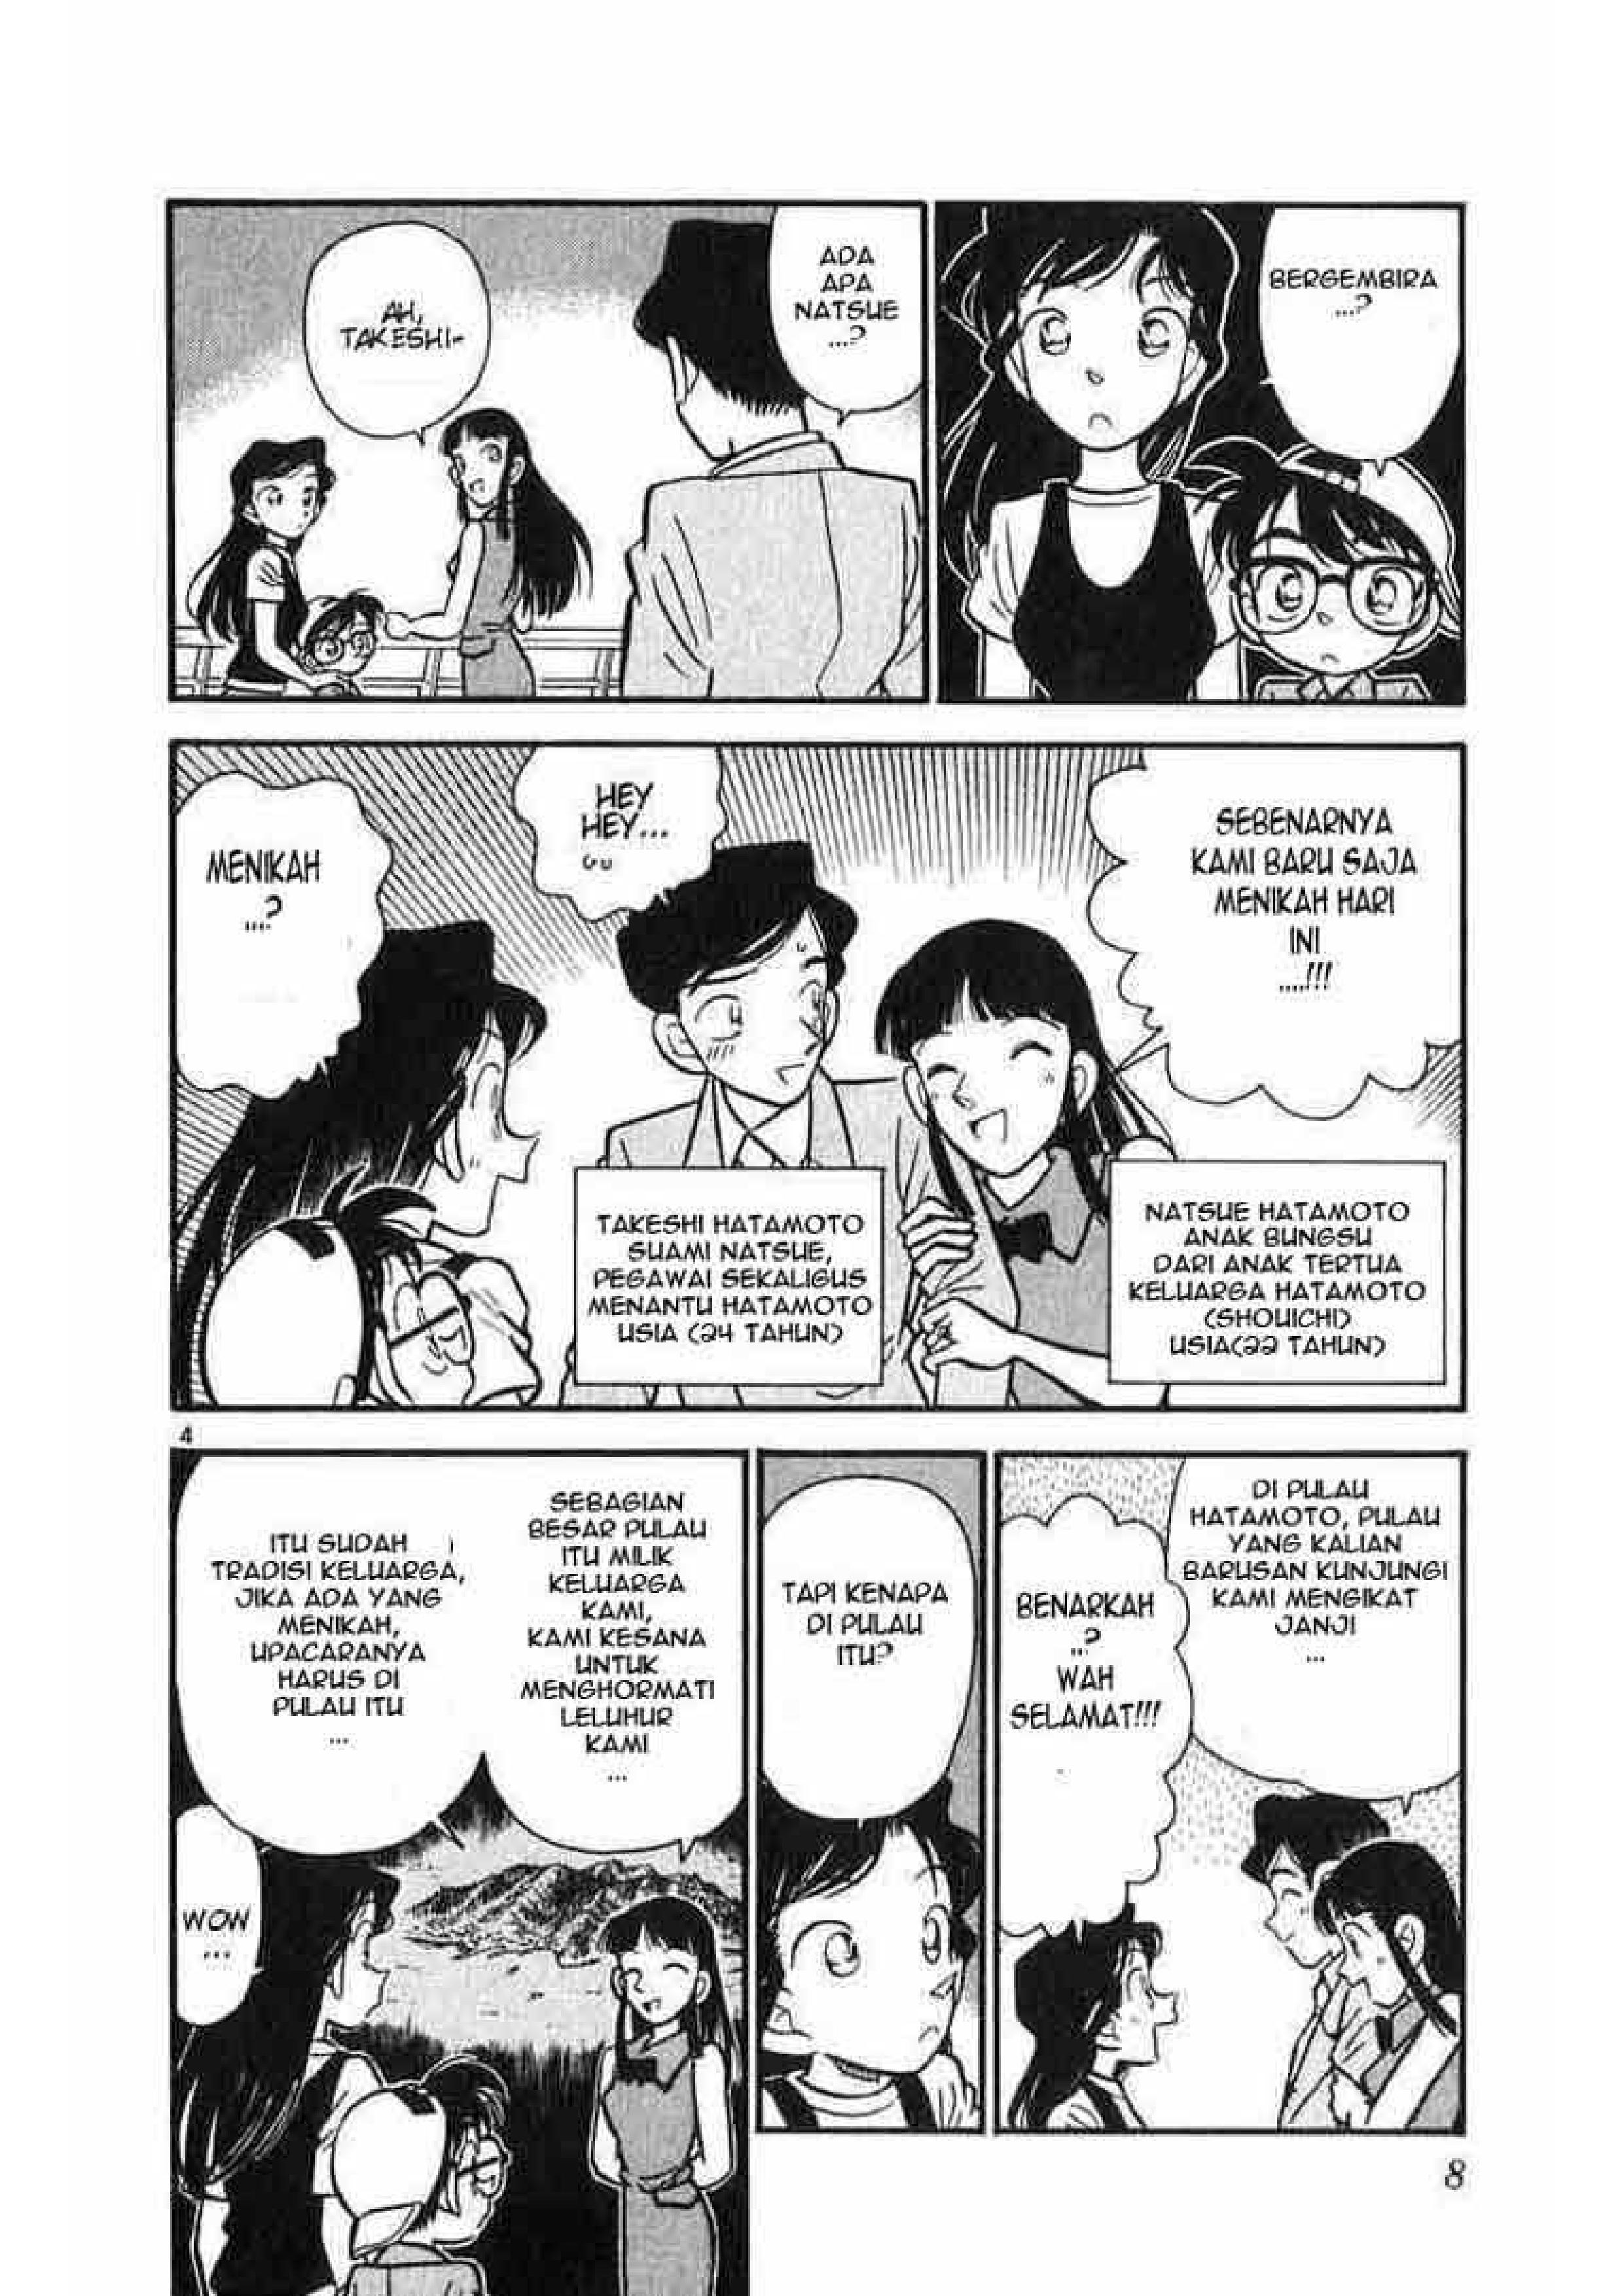 BERGEMBIRA
...?
ADA
APA
NATSUE
...?
AH,
TAKESHI-
SEBENARNYA
KAMI BARU SAJA
MENIKAH HARI
INI
....!!!
HEY
HEY...
MENIKAH
...?
NATSUE HATAMOTO
ANAK BUNGSU
DARI ANAK TERTUA
KELUARGA HATAMOTO
(SHOUICHI)
USIA(22 TAHUN)
TAKESHI HATAMOTO
SUAMI NATSUE,
PEGAWAI SEKALIGUS
MENANTU HATAMOTO
USIA (24 TAHUN)
4
DI PULAU
HATAMOTO, PULAU
YANG KALIAN
BARUSAN KUNJUNGI
KAMI MENGIKAT
JANJI
...
BENARKAH
..?
WAH
SELAMAT!!!
TAPI KENAPA
DI PULAU
ITU?
SEBAGIAN
BESAR PULAU
ITU MILIK
KELUARGA
KAMI,
KAMI KESANA
UNTUK
MENGHORMATI
LELUHUR
KAMI
...
ITU SUDAH
TRADISI KELUARGA,
JIKA ADA YANG
MENIKAH,
UPACARANYA
HARUS DI
PULAU ITU
...
WOW
...
8